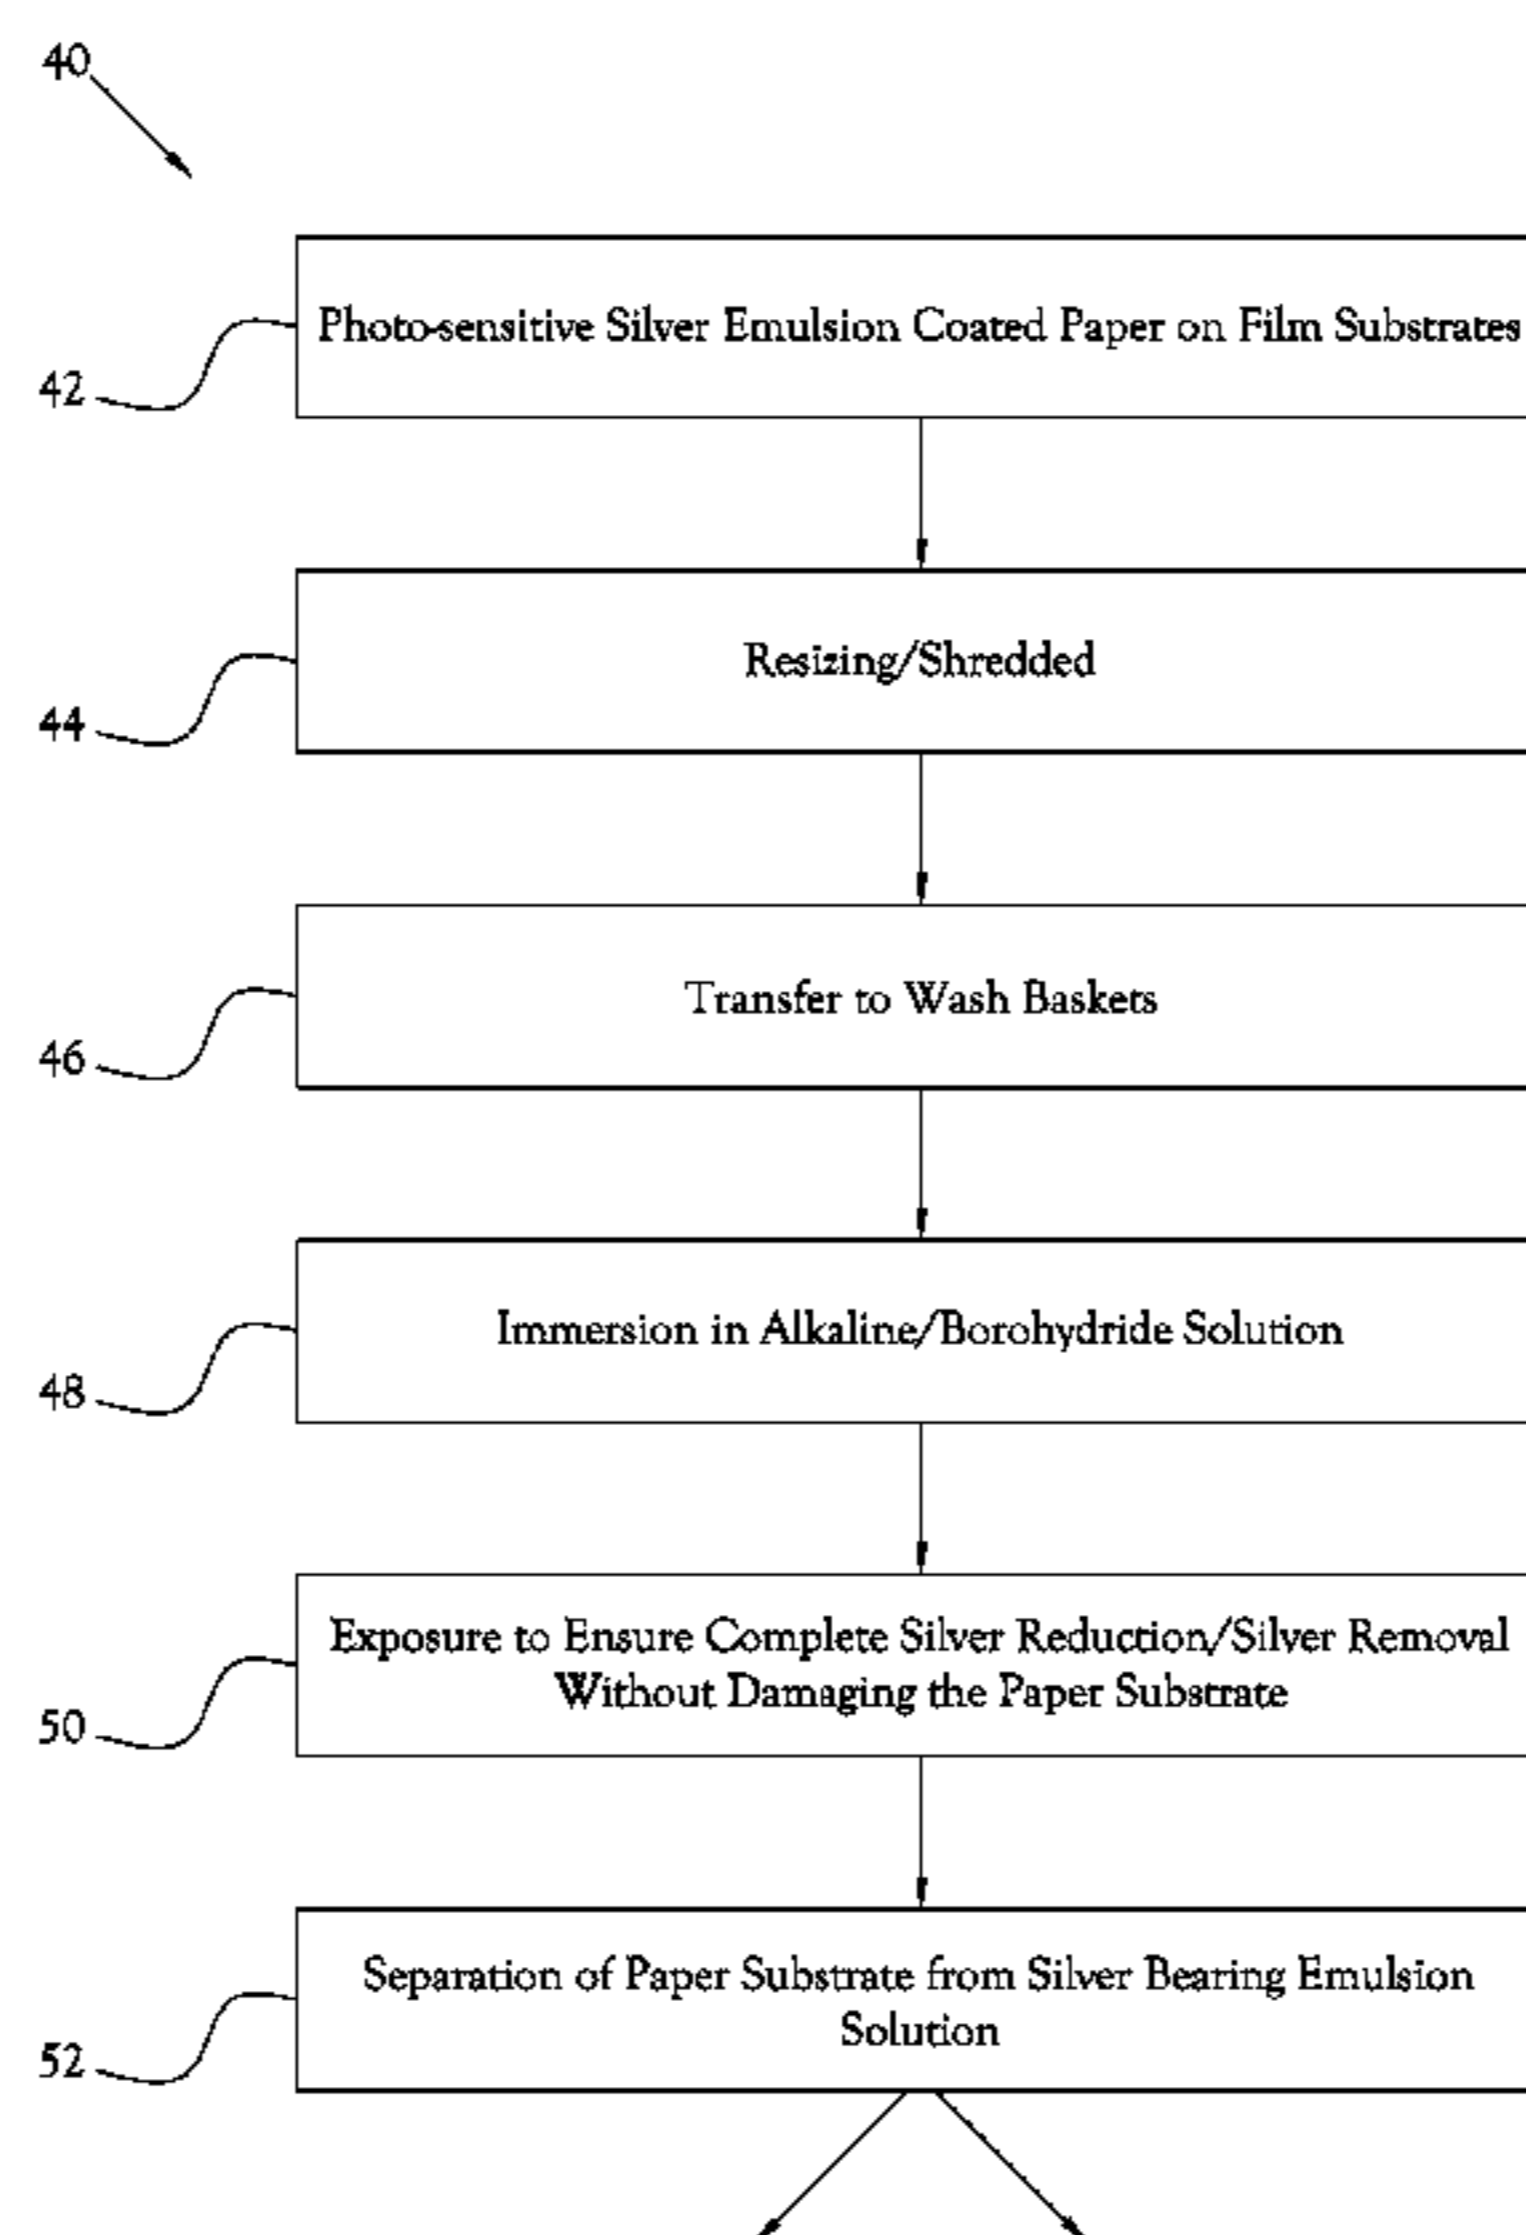 40
Photo-sensitive Silver Emulsion Coated Paper on Film Substrates
42
Resizing/Shredded
44
Transfer to Wash Baskets
46
Immersion in Alkaline/Borohydride Solution
48
Exposure to Ensure Complete Silver Reduction/Silver Removal
Without Damaging the Paper Substrate
50
Separation of Paper Substrate from Silver Bearing Emulsion
Solution
52